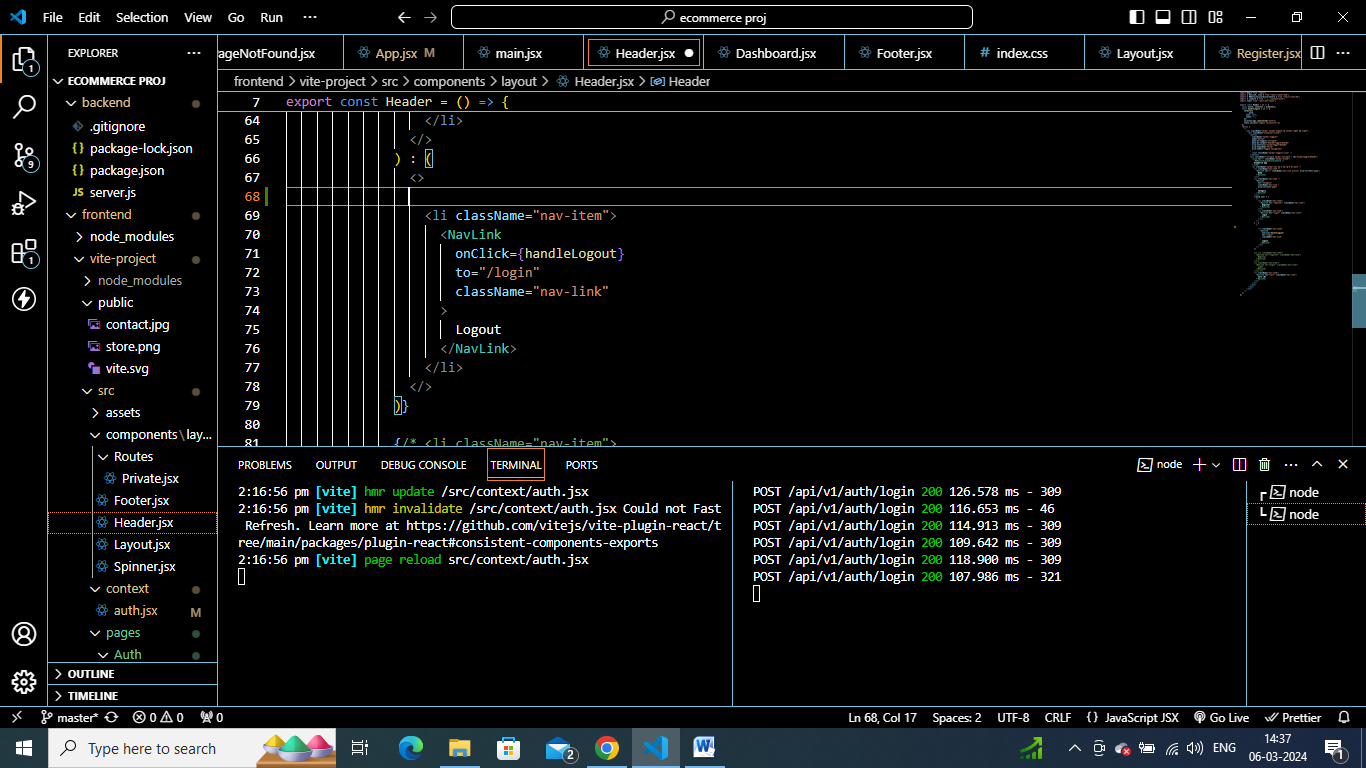 File Edit Selection View Go Run ··· ecommerce proj
EXPLORER ···
ageNotFound.jsx App.jsx M main.jsx Header.jsx Dashboard.jsx Footer.jsx # index.css Layout.jsx Register.jsx ···
frontend > vite-project > src > components > layout > Header.jsx > Header
ECOMMERCE PROJ
backend
.gitignore
{} package-lock.json
{} package.json
JS server.js
frontend
node_modules
vite-project
node_modules
public
contact.jpg
store.png
vite.svg
src
assets
components\lay...
Routes
Private.jsx
Footer.jsx
Header.jsx
Layout.jsx
Spinner.jsx
context
auth.jsx M
pages
Auth
OUTLINE
TIMELINE
1
9
1
7 export const Header = () => {
64 </li>
65 </>
66 ) : (
67 <>
68
69 <li className="nav-item">
70 <NavLink
71 onClick={handleLogout}
72 to="/login"
73 className="nav-link"
74 >
75 Logout
76 </NavLink>
77 </li>
78 </>
79 )}
80
81 {/* <li className="nav-item">
PROBLEMS OUTPUT DEBUG CONSOLE TERMINAL PORTS node ···
2:16:56 pm [vite] hmr update /src/context/auth.jsx
2:16:56 pm [vite] hmr invalidate /src/context/auth.jsx Could not Fast
Refresh. Learn more at https://github.com/vitejs/vite-plugin-react/t
ree/main/packages/plugin-react#consistent-components-exports
2:16:56 pm [vite] page reload src/context/auth.jsx
POST /api/v1/auth/login 200 126.578 ms - 309
POST /api/v1/auth/login 200 116.653 ms - 46
POST /api/v1/auth/login 200 114.913 ms - 309
POST /api/v1/auth/login 200 109.642 ms - 309
POST /api/v1/auth/login 200 118.900 ms - 309
POST /api/v1/auth/login 200 107.986 ms - 321
node
node
master* 0 0 0 Ln 68, Col 17 Spaces: 2 UTF-8 CRLF {} JavaScript JSX Go Live Prettier
Type here to search 2 ENG 14:37
06-03-2024 1